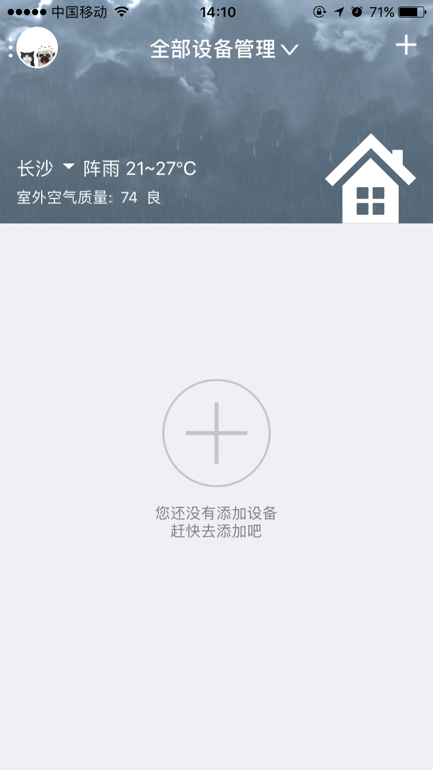 中国移动 14:10 71%
全部设备管理
长沙 阵雨 21~27℃
室外空气质量: 74 良
您还没有添加设备
赶快去添加吧